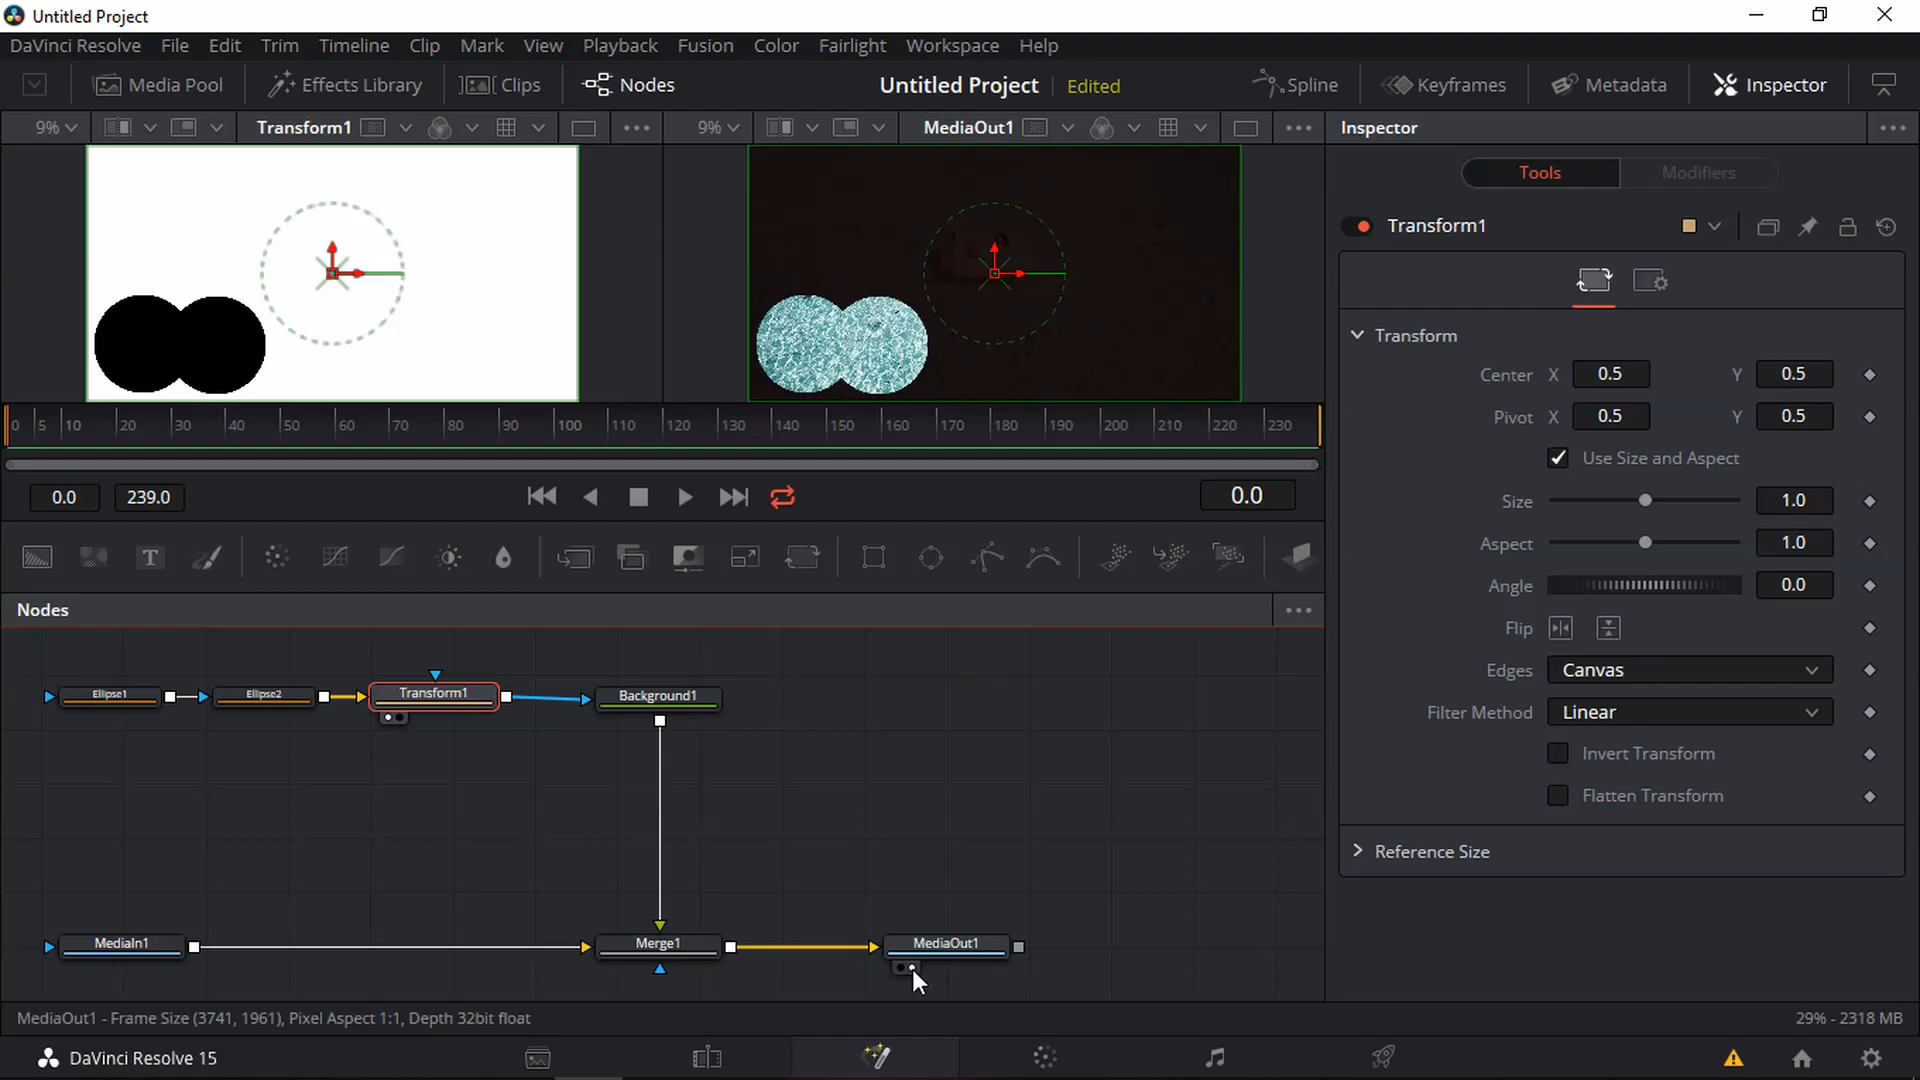 Untitled Project
DaVinci Resolve File Edit Trim Timeline Clip Mark View Playback Fusion Color Fairlight Workspace Help
Media Pool Effects Library Clips Nodes Untitled Project Edited Spline Keyframes Metadata Inspector
9% Transform1 9% MediaOut1 Inspector
Tools Modifiers
Transform1
Transform
Center X 0.5 Y 0.5
Pivot X 0.5 Y 0.5
Use Size and Aspect
Size 1.0
Aspect 1.0
Angle 0.0
Flip
Edges Canvas
Filter Method Linear
Invert Transform
Flatten Transform
Reference Size
0 5 10 20 30 40 50 60 70 80 90 100 110 120 130 140 150 160 170 180 190 200 210 220 230
0.0 239.0 0.0
T
Nodes
Ellipse1 Ellipse2 Transform1 Background1
MediaIn1 Merge1 MediaOut1
MediaOut1 - Frame Size (3741, 1961), Pixel Aspect 1:1, Depth 32bit float 29% - 2318 MB
DaVinci Resolve 15